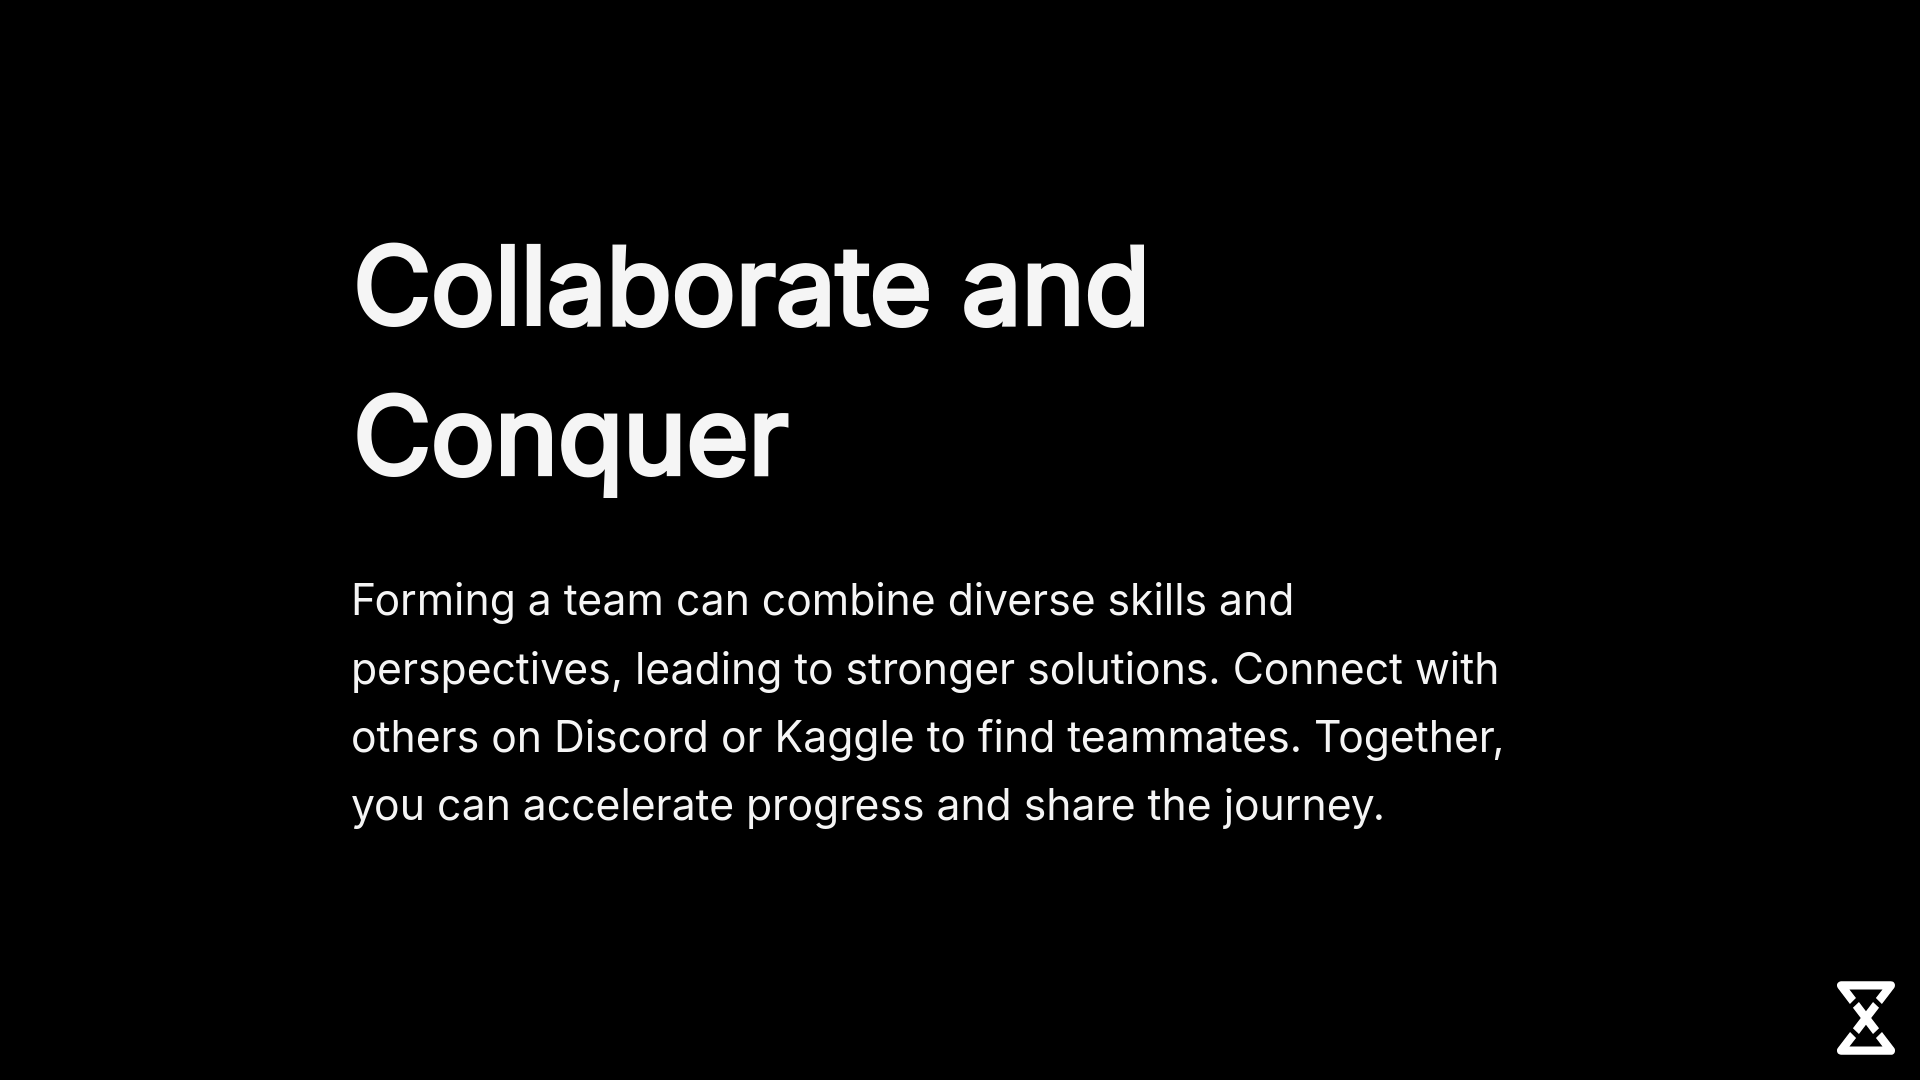 Collaborate and
Conquer
Forming a team can combine diverse skills and
perspectives, leading to stronger solutions. Connect with
others on Discord or Kaggle to find teammates. Together,
you can accelerate progress and share the journey.